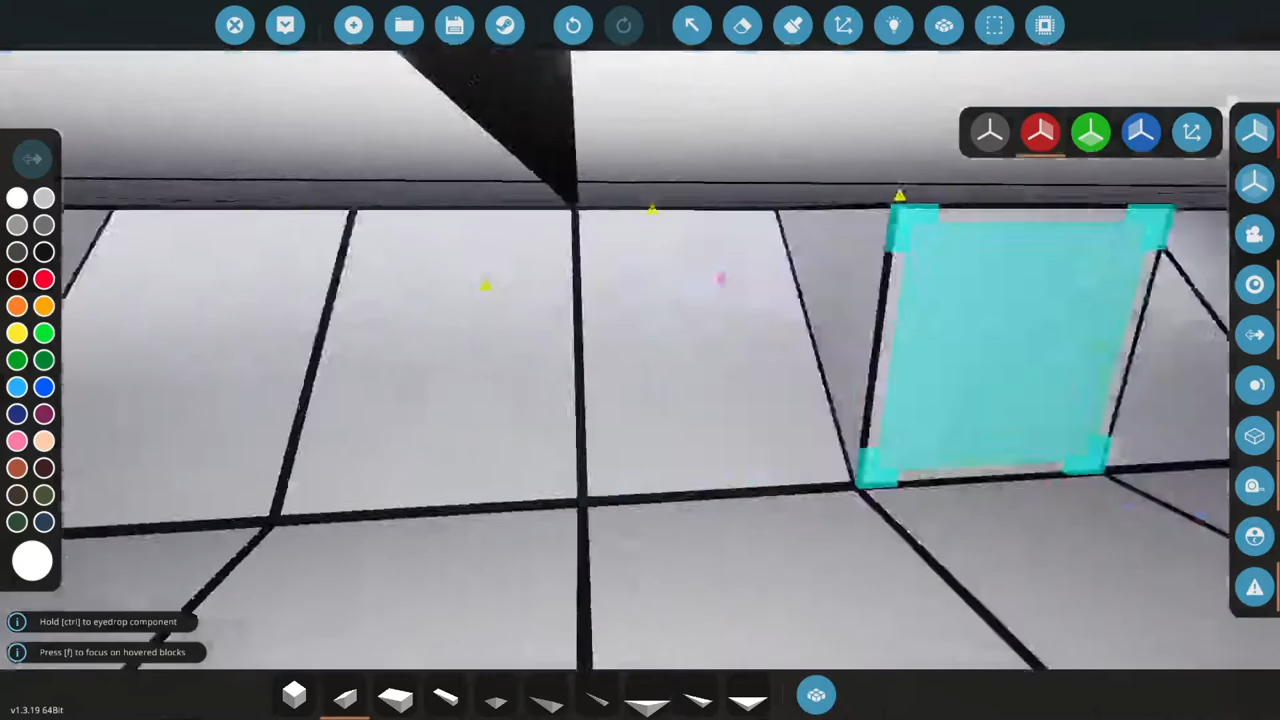 Hold [ctrl] to eyedrop component
Press [f] to focus on hovered blocks
v1.3.19 64Bit